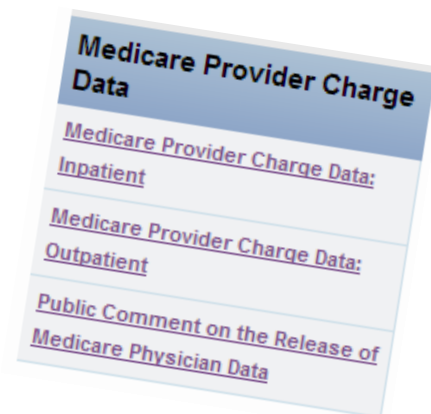 Medicare Provider Charge
Data
Medicare Provider Charge Data:
Inpatient
Medicare Provider Charge Data:
Outpatient
Public Comment on the Release of
Medicare Physician Data